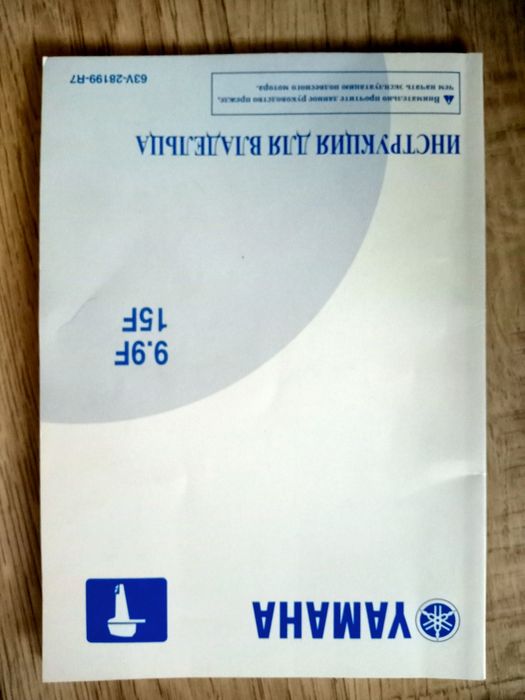 YAMAHA
9.9F
15F
ИНСТРУКЦИЯ ДЛЯ ВЛАДЕЛЬЦА
Внимательно прочтите данное руководство прежде,
чем начать эксплуатацию подвесного мотора.
63V-28199-R7